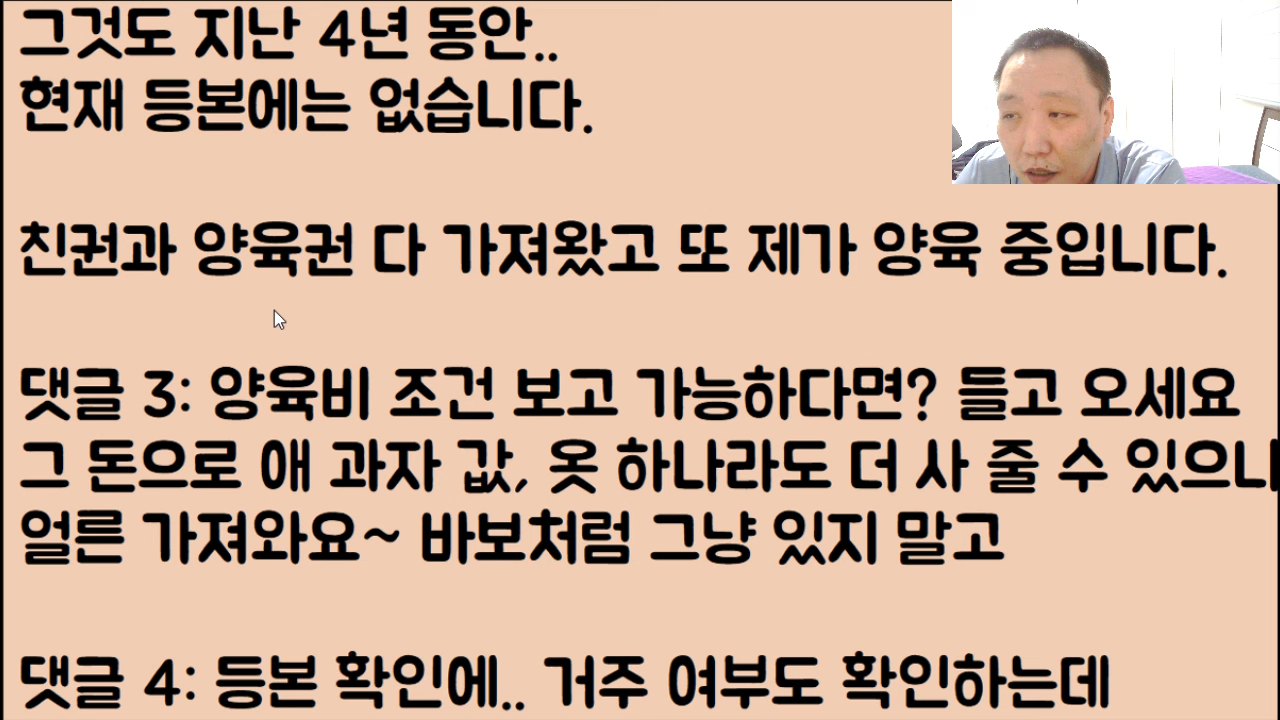 그것도 지난 4년 동안..
현재 등본에는 없습니다.
친권과 양육권 다 가져왔고 또 제가 양육 중입니다.
댓글 3: 양육비 조건 보고 가능하다면? 들고 오세요
그 돈으로 애 과자 값, 옷 하나라도 더 사 줄 수 있으니
얼른 가져와요~ 바보처럼 그냥 있지 말고
댓글 4: 등본 확인에.. 거주 여부도 확인하는데